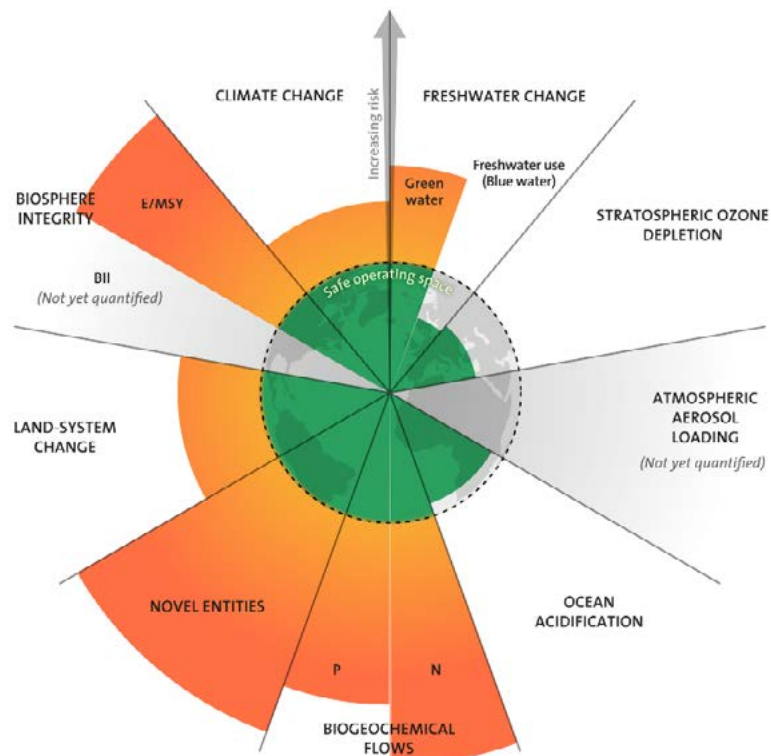 CLIMATE CHANGE
FRESHWATER CHANGE
Increasing risk
Freshwater use
(Blue water)
Green
water
BIOSPHERE
INTEGRITY
E/MSY
STRATOSPHERIC OZONE
DEPLETION
BII
(Not yet quantified)
Safe operating space
LAND-SYSTEM
CHANGE
ATMOSPHERIC
AEROSOL
LOADING
(Not yet quantified)
NOVEL ENTITIES
OCEAN
ACIDIFICATION
P
N
BIOGEOCHEMICAL
FLOWS